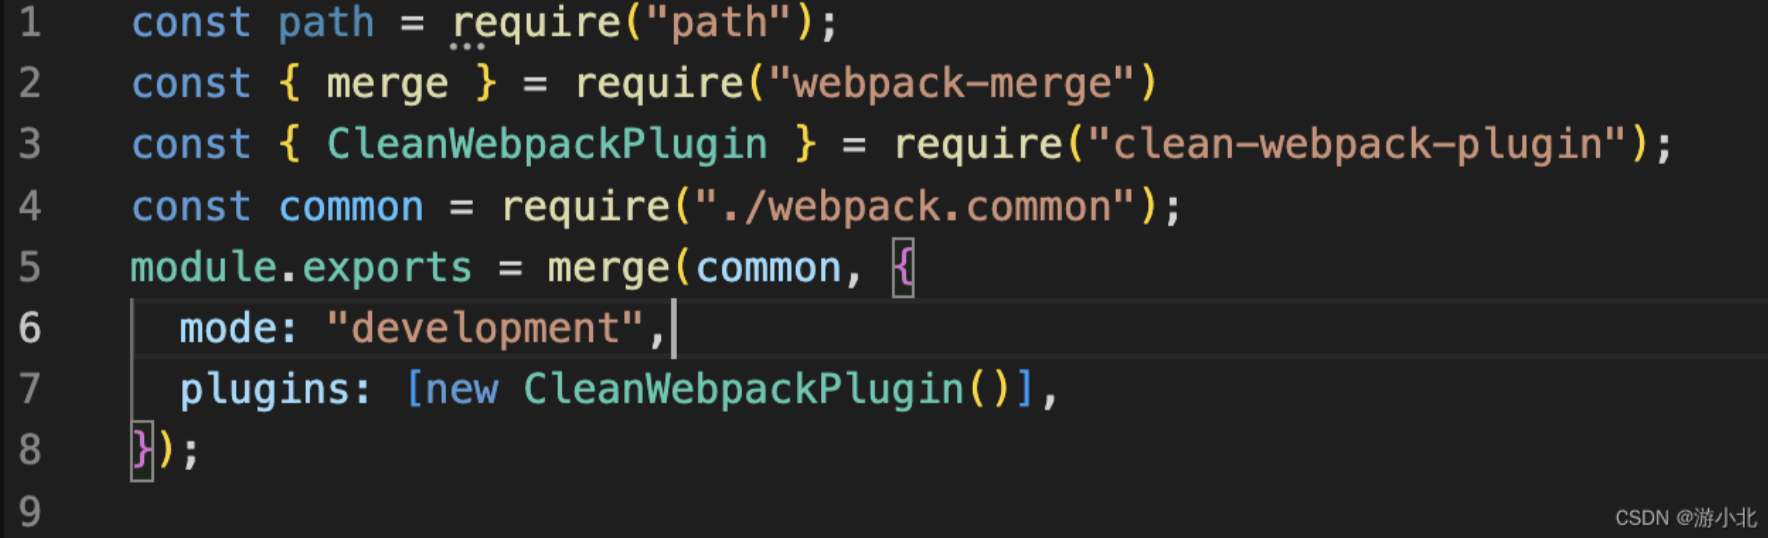 1 const path = require("path");
2 const { merge } = require("webpack-merge")
3 const { CleanWebpackPlugin } = require("clean-webpack-plugin");
4 const common = require("./webpack.common");
5 module.exports = merge(common, {
6   mode: "development",
7   plugins: [new CleanWebpackPlugin()],
8 });
9
CSDN @游小北